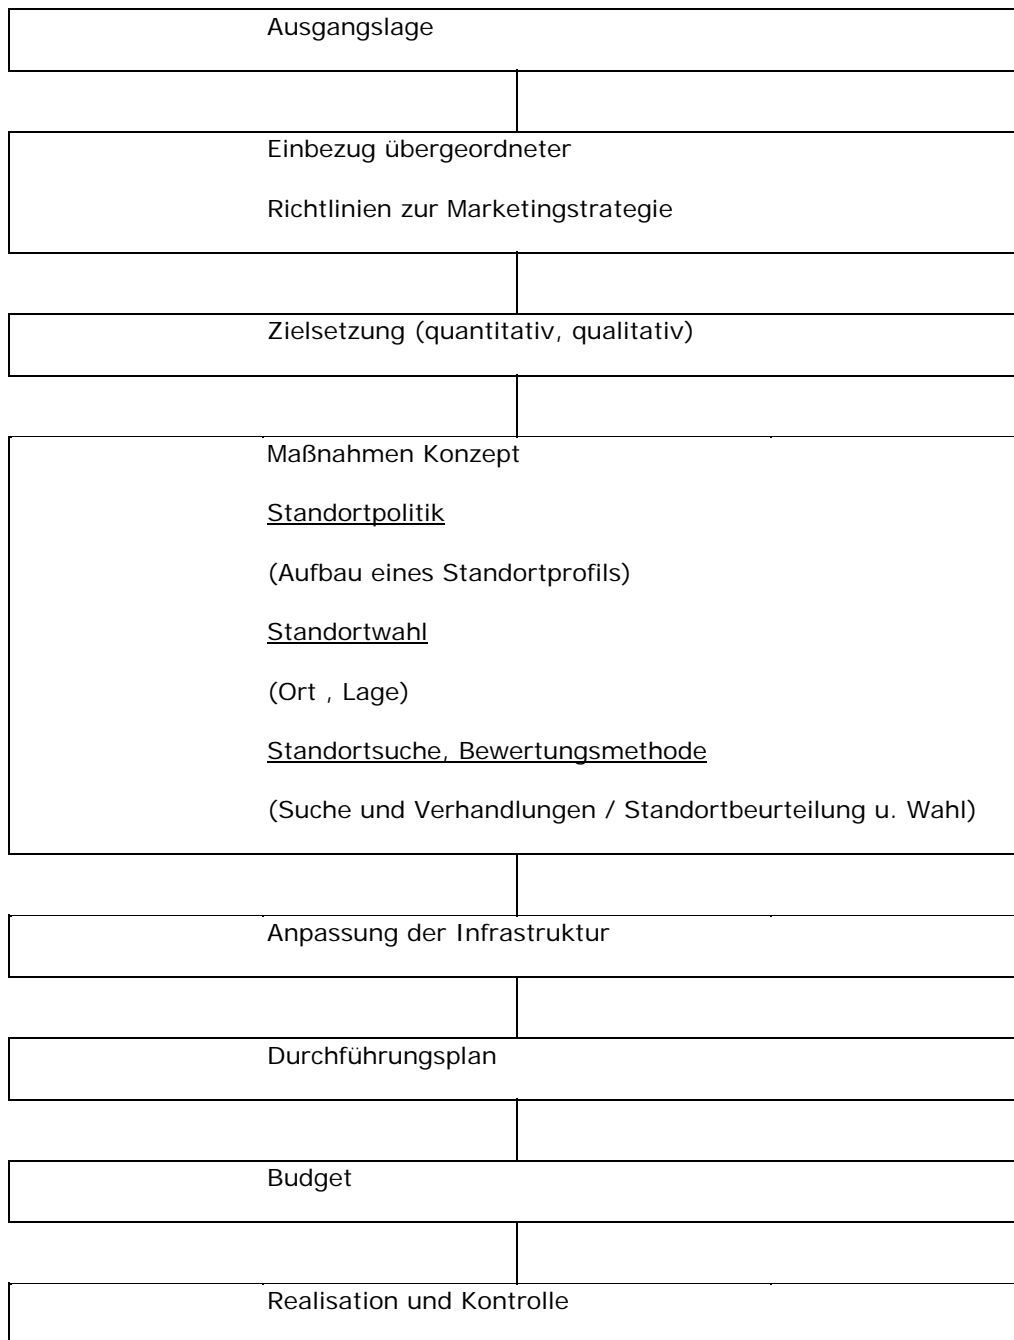 Ausgangslage
Einbezug übergeordneter
Richtlinien zur Marketingstrategie
Zielsetzung (quantitativ, qualitativ)
Maßnahmen Konzept
Standortpolitik
(Aufbau eines Standortprofils)
Standortwahl
(Ort , Lage)
Standortsuche, Bewertungsmethode
(Suche und Verhandlungen / Standortbeurteilung u. Wahl)
Anpassung der Infrastruktur
Durchführungsplan
Budget
Realisation und Kontrolle